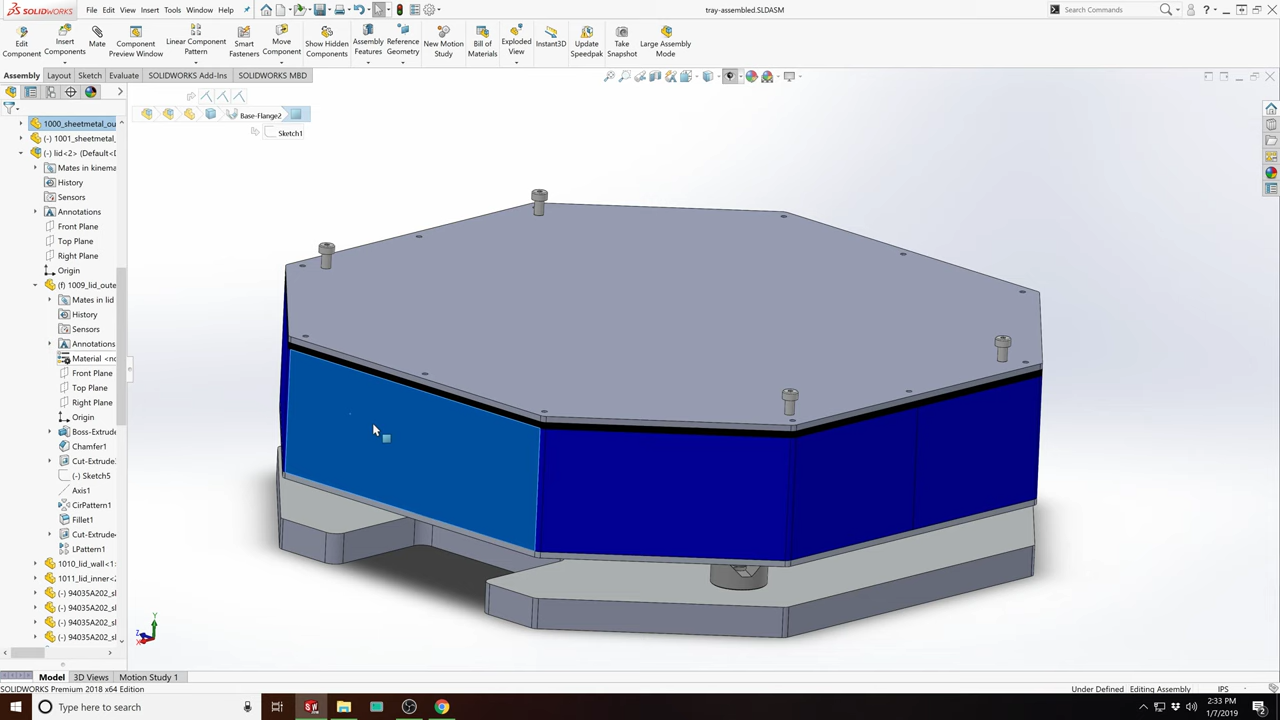 SOLIDWORKS
File Edit View Insert Tools Window Help
tray-assembled.SLDASM
Search Commands
Edit Component
Insert Components
Mate
Component Preview Window
Linear Component Pattern
Smart Fasteners
Move Component
Show Hidden Components
Assembly Features
Reference Geometry
New Motion Study
Bill of Materials
Exploded View
Instant3D
Update Speedpak
Take Snapshot
Large Assembly Mode
Assembly Layout Sketch Evaluate SOLIDWORKS Add-Ins SOLIDWORKS MBD
Base-Flange2
Sketch1
1000_sheetmetal_ou
(-) 1001_sheetmetal_
(-) lid<2> (Default<D
Mates in kinema
History
Sensors
Annotations
Front Plane
Top Plane
Right Plane
Origin
(f) 1009_lid_oute
Mates in lid
History
Sensors
Annotations
Material <no
Front Plane
Top Plane
Right Plane
Origin
Boss-Extrude
Chamfer1
Cut-Extrude
(-) Sketch5
Axis1
CirPattern1
Fillet1
Cut-Extrude
LPattern1
1010_lid_wall<1>
1011_lid_inner<2
(-) 94035A202_sl
(-) 94035A202_sl
(-) 94035A202_sl
(-) 94035A202_sl
Y
Z
X
Model 3D Views Motion Study 1
SOLIDWORKS Premium 2018 x64 Edition
Under Defined Editing Assembly IPS
Type here to search
2:33 PM
1/7/2019
2